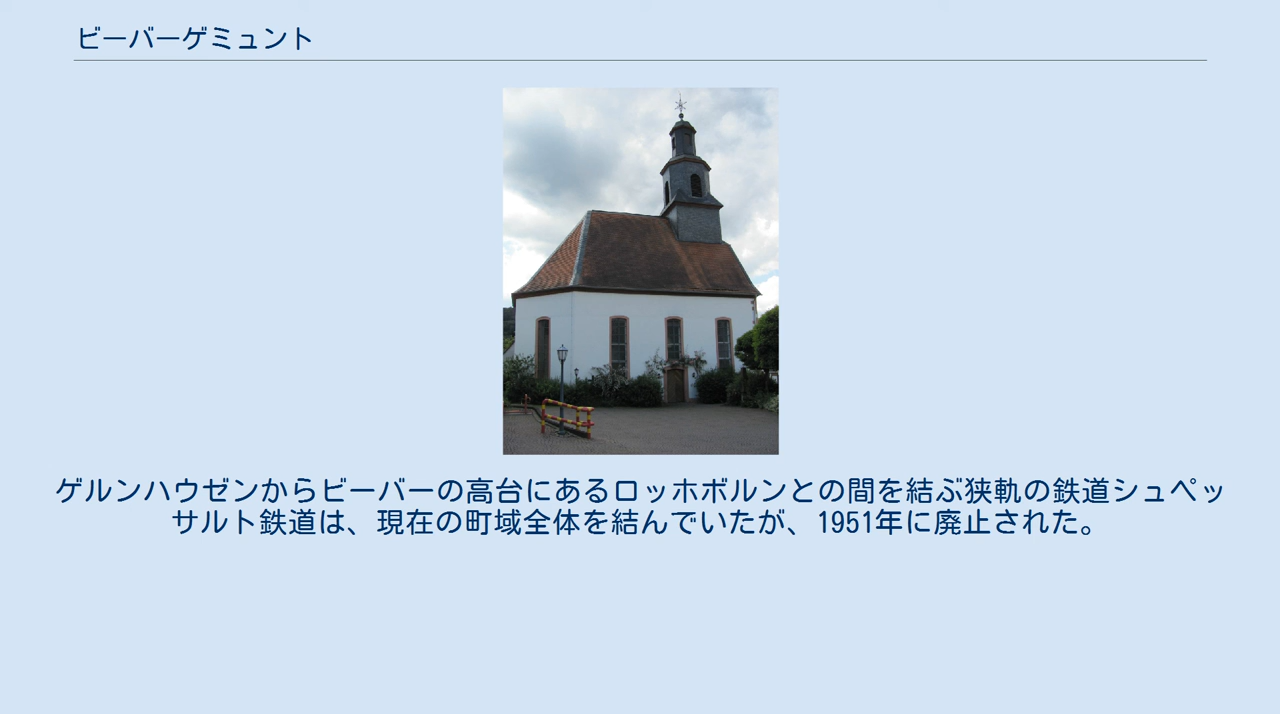 ビーバーゲミュント
ゲルンハウゼンからビーバーの高台にあるロッホボルンとの間を結ぶ狭軌の鉄道シュペッ
サルト鉄道は、現在の町域全体を結んでいたが、1951年に廃止された。